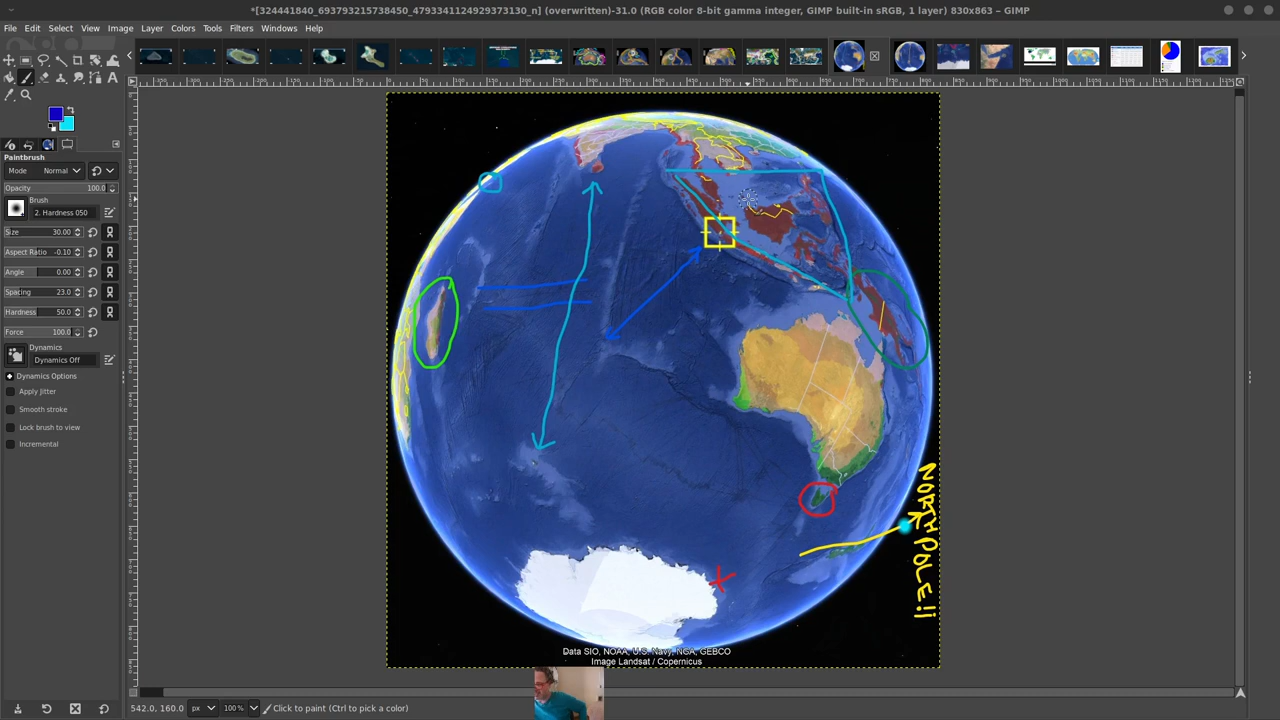 *[324441840_693793215738450_4793341124929373130_n] (overwritten)-31.0 (RGB color 8-bit gamma integer, GIMP built-in sRGB, 1 layer) 830x863 – GIMP
File Edit Select View Image Layer Colors Tools Filters Windows Help
Paintbrush
Mode Normal
Opacity 100.0
Brush
2. Hardness 050
Size 30.00
Aspect Ratio -0.10
Angle 0.00
Spacing 23.0
Hardness 50.0
Force 100.0
Dynamics
Dynamics Off
Dynamics Options
Apply Jitter
Smooth stroke
Lock brush to view
Incremental
NORTH POLE!!
Data SIO, NOAA, U.S. Navy, NGA, GEBCO
Image Landsat / Copernicus
542.0, 160.0 px 100% Click to paint (Ctrl to pick a color)